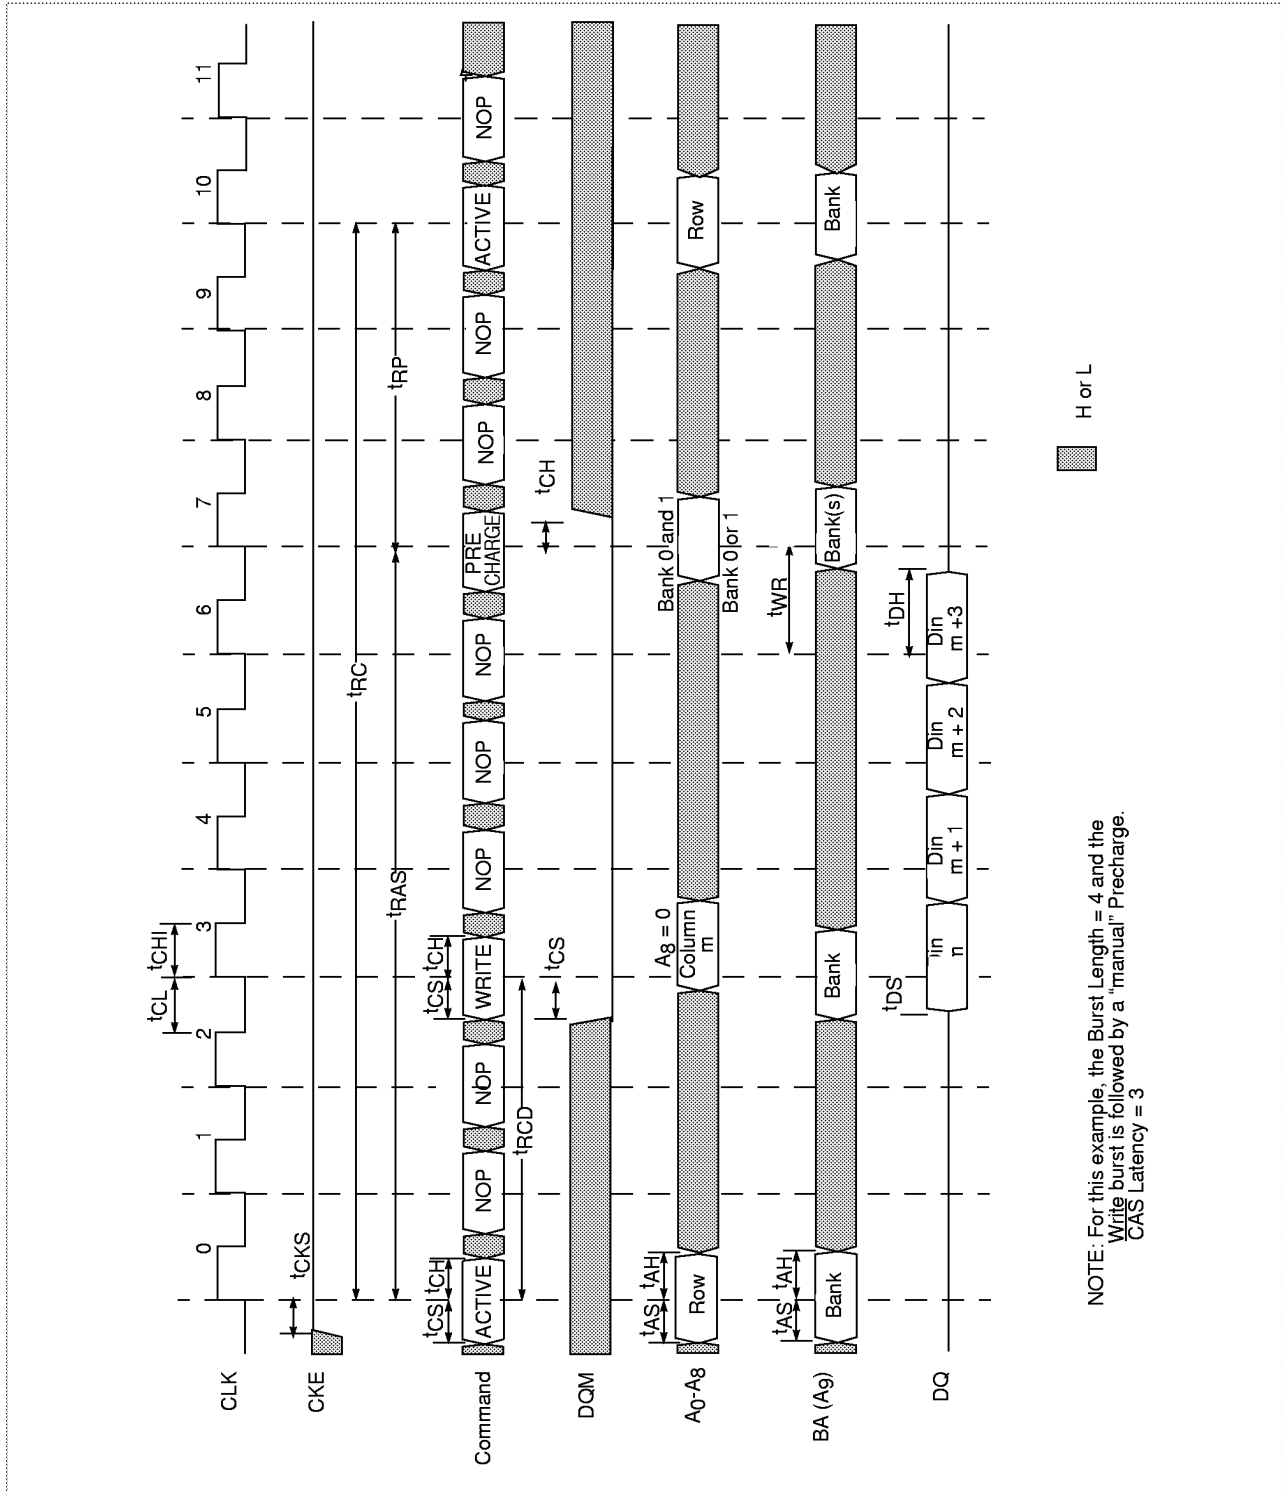 CLK
0
1
2
3
4
5
6
7
8
9
10
11
tCL
tCHI
CKE
tCKS
tRC
tRAS
tRP
Command
tCS
tCH
tCS
tCH
ACTIVE
NOP
NOP
WRITE
NOP
NOP
NOP
PRE
CHARGE
NOP
NOP
ACTIVE
NOP
tRCD
DQM
tCS
tCH
A0-A8
tAS
tAH
Row
A8 = 0
Column
m
Bank 0 and 1
Bank 0 or 1
Row
BA (A9)
tAS
tAH
Bank
Bank
tWR
Bank(s)
Bank
DQ
tDS
tDH
Din
m + 1
Din
m + 2
Din
m +3
H or L
NOTE: For this example, the Burst Length = 4 and the
Write burst is followed by a “manual” Precharge.
CAS Latency = 3